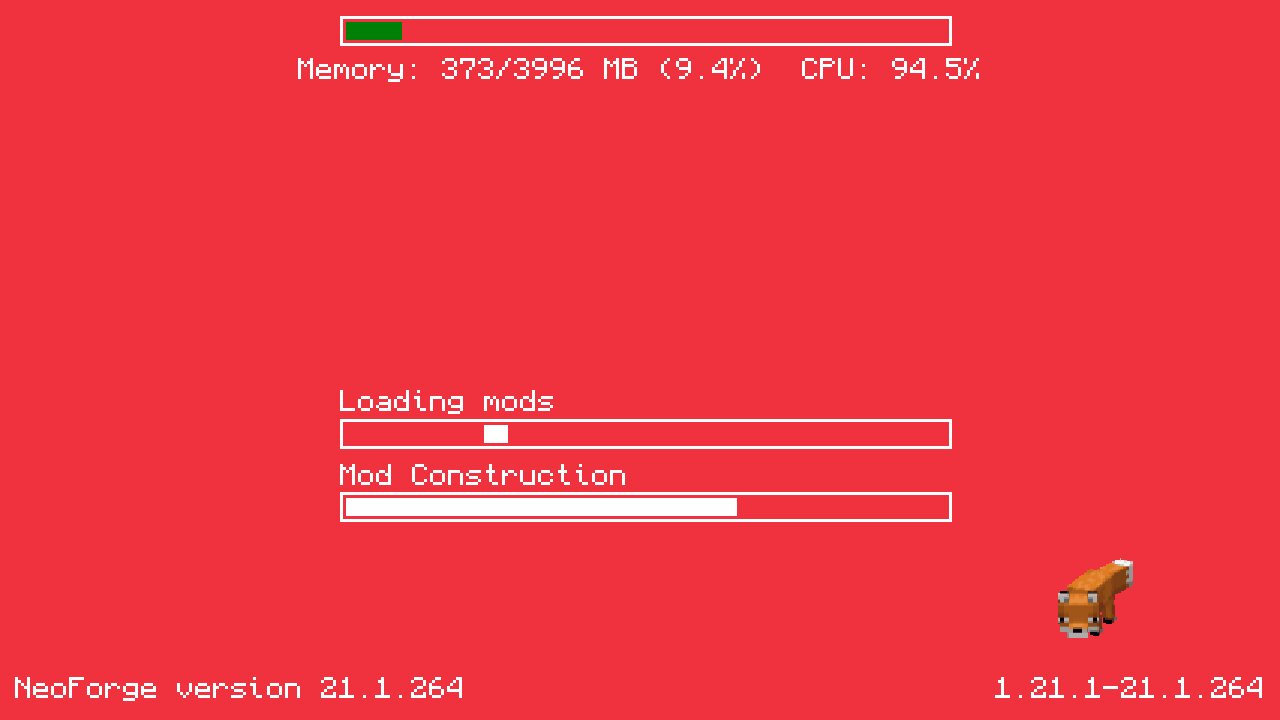 Memory: 373/3996 MB (9.4%)  CPU: 94.5%
Loading mods
Mod Construction
NeoForge version 21.1.264
1.21.1-21.1.264